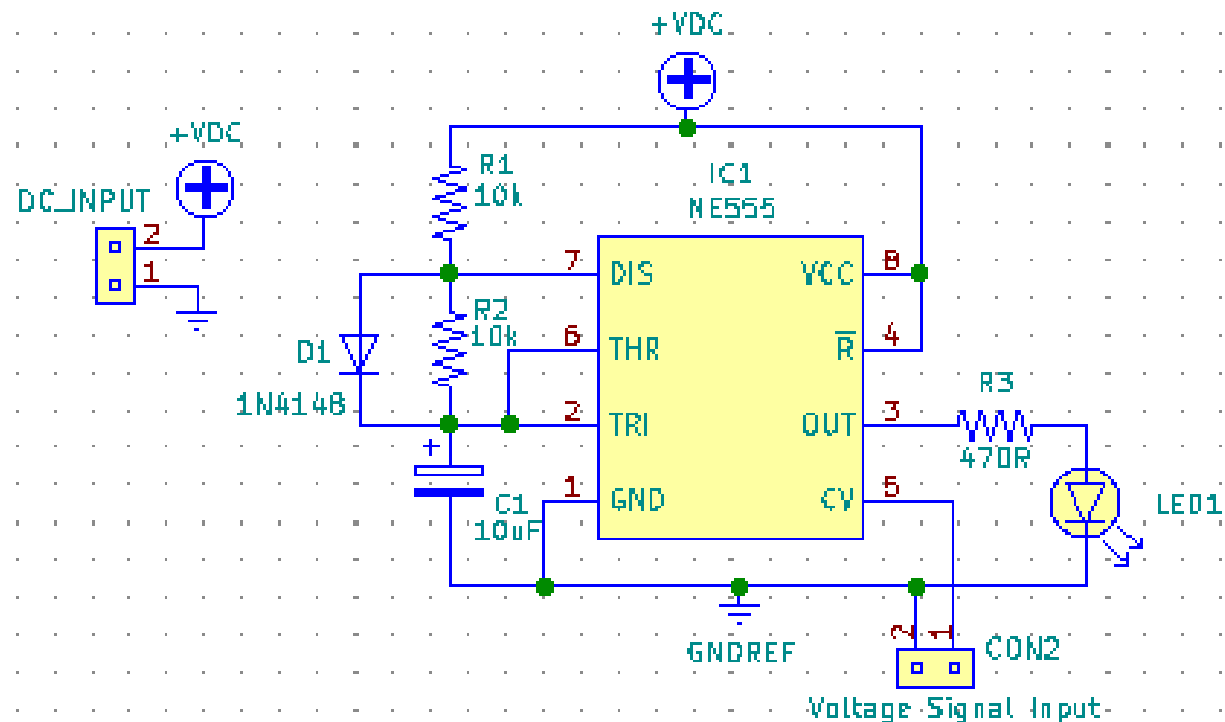 +VDC
+VDC
DC_INPUT
2
1
R1
10k
IC1
NE555
7
DIS
VCC
8
R2
10k
6
THR
R
4
D1
1N4148
2
TRI
OUT
3
R3
470R
+
1
GND
CV
5
C1
10uF
LED1
GNDREF
2
1
CON2
Voltage Signal Input